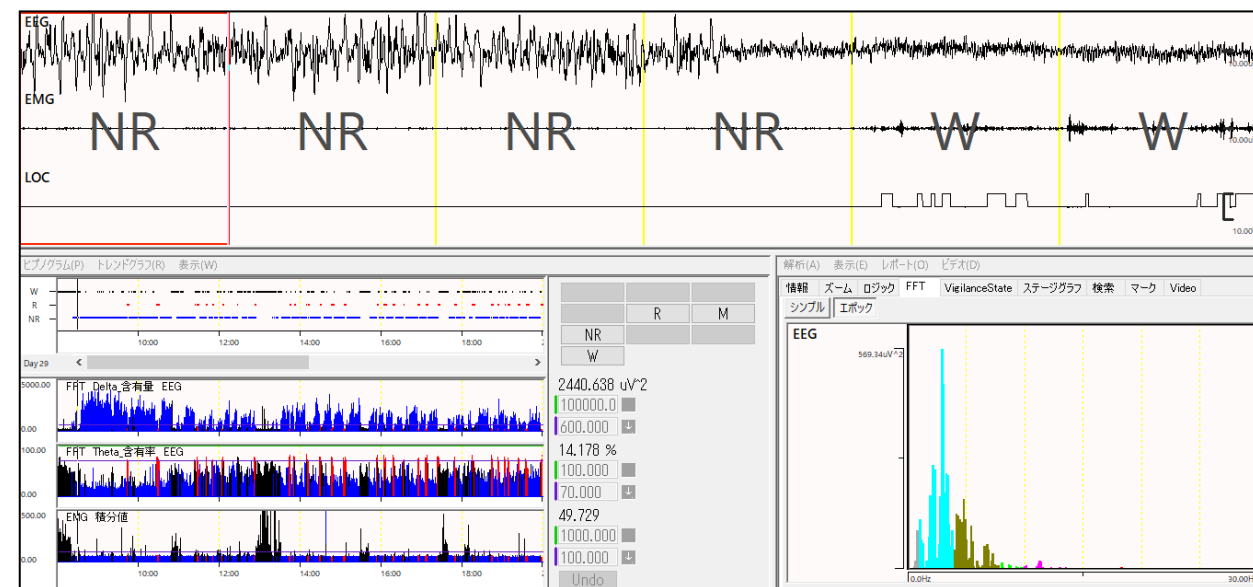 EEG
10.00u
EMG
NR NR NR NR W W
10.00u
LOC
10.00
ヒプノグラム(P) トレンドグラフ(R) 表示(W)
W
R
NR
10:00 12:00 14:00 16:00 18:00 2
Day 29 < >
5000.00 FFT Delta_含有量 EEG
0.00
100.00 FFT Theta_含有率 EEG
0.00
500.00 EMG 積分値
0.00
10:00 12:00 14:00 16:00 18:00 2
R M
NR
W
2440.638 uV^2
100000.0
600.000
14.178 %
100.000
70.000
49.729
1000.000
100.000
Undo
解析(A) 表示(E) レポート(O) ビデオ(D)
情報 ズーム ロジック FFT VigilanceState ステージグラフ 検索 マーク Video
シンプル エポック
EEG
569.34uV^2
0.0Hz 30.00H